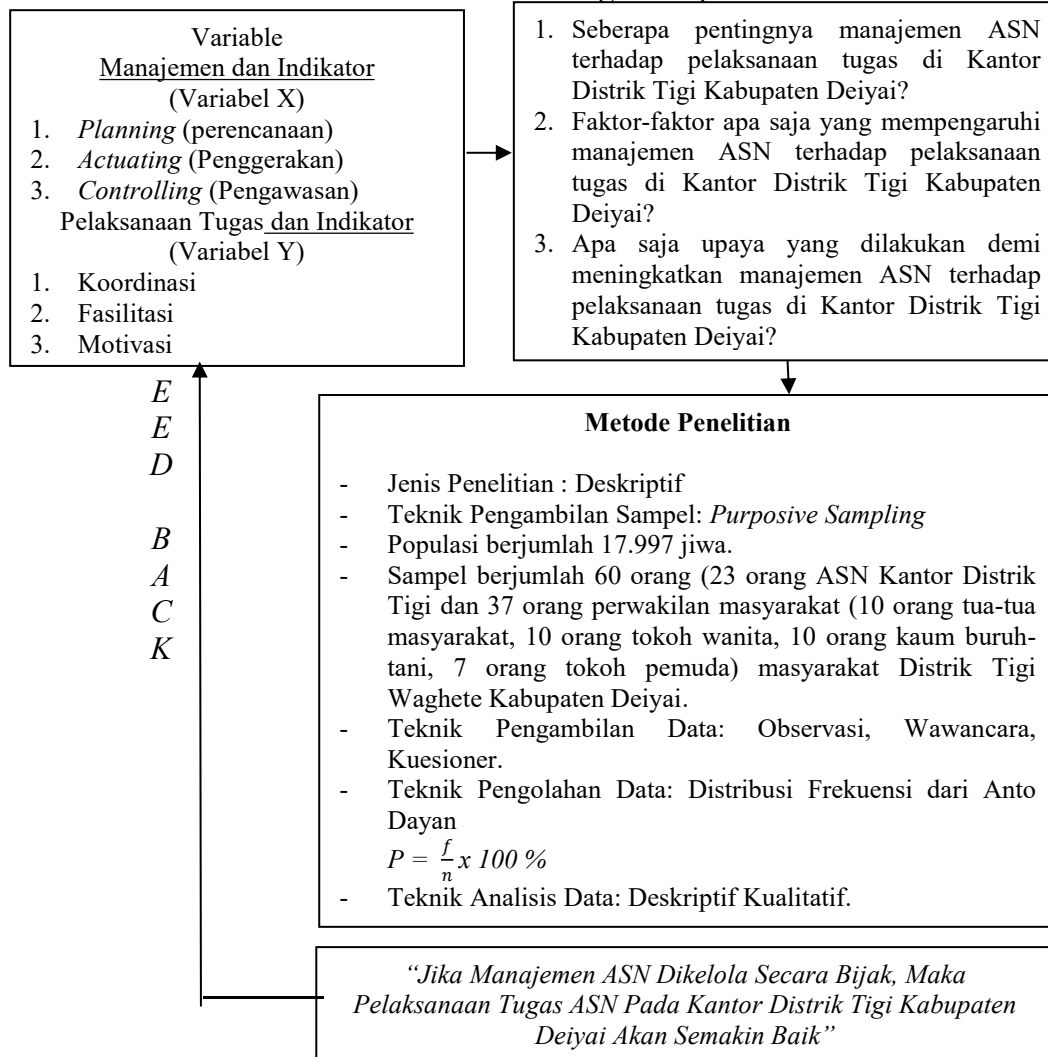 Variable
Manajemen dan Indikator
(Variabel X)
1. Planning (perencanaan)
2. Actuating (Penggerakan)
3. Controlling (Pengawasan)
Pelaksanaan Tugas dan Indikator
(Variabel Y)
1. Koordinasi
2. Fasilitasi
3. Motivasi
1. Seberapa pentingnya manajemen ASN
terhadap pelaksanaan tugas di Kantor
Distrik Tigi Kabupaten Deiyai?
2. Faktor-faktor apa saja yang mempengaruhi
manajemen ASN terhadap pelaksanaan
tugas di Kantor Distrik Tigi Kabupaten
Deiyai?
3. Apa saja upaya yang dilakukan demi
meningkatkan manajemen ASN terhadap
pelaksanaan tugas di Kantor Distrik Tigi
Kabupaten Deiyai?
E
E
D
B
A
C
K
Metode Penelitian
- Jenis Penelitian : Deskriptif
- Teknik Pengambilan Sampel: Purposive Sampling
- Populasi berjumlah 17.997 jiwa.
- Sampel berjumlah 60 orang (23 orang ASN Kantor Distrik
Tigi dan 37 orang perwakilan masyarakat (10 orang tua-tua
masyarakat, 10 orang tokoh wanita, 10 orang kaum buruh-
tani, 7 orang tokoh pemuda) masyarakat Distrik Tigi
Waghete Kabupaten Deiyai.
- Teknik Pengambilan Data: Observasi, Wawancara,
Kuesioner.
- Teknik Pengolahan Data: Distribusi Frekuensi dari Anto
Dayan
P = f/n x 100 %
- Teknik Analisis Data: Deskriptif Kualitatif.
“Jika Manajemen ASN Dikelola Secara Bijak, Maka
Pelaksanaan Tugas ASN Pada Kantor Distrik Tigi Kabupaten
Deiyai Akan Semakin Baik”